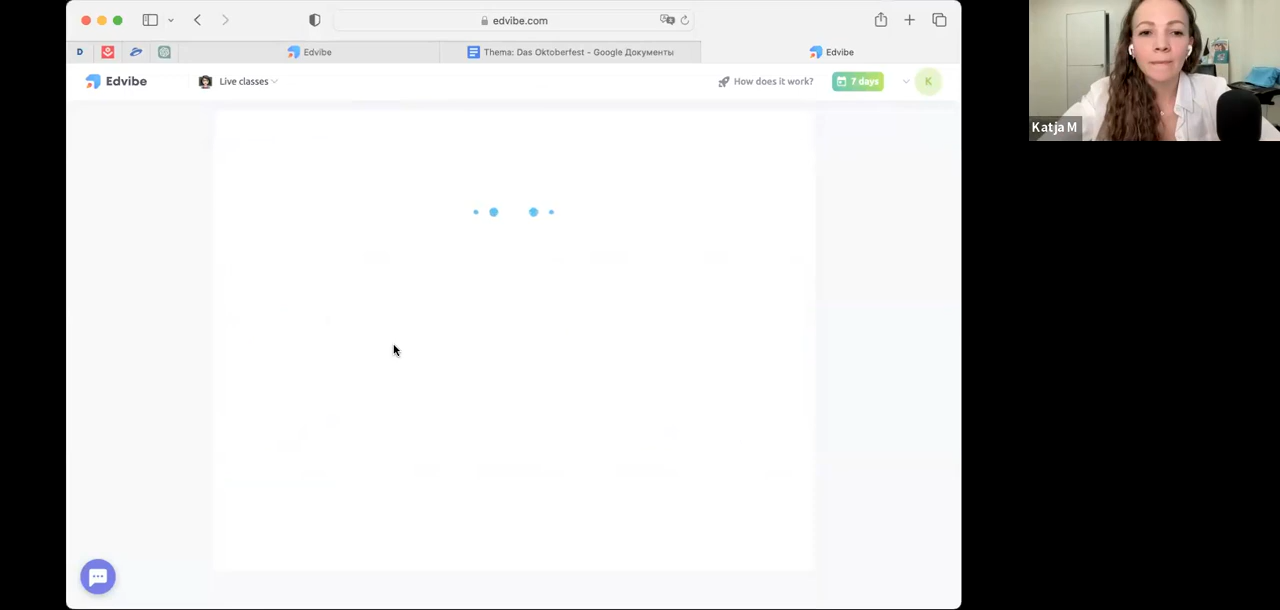 edvibe.com
D
Edvibe
Thema: Das Oktoberfest - Google Документы
Edvibe
Edvibe
Live classes
How does it work?
7 days
K
Katja M